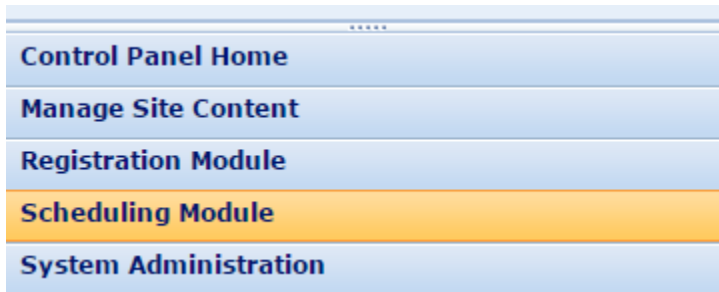 Control Panel Home
Manage Site Content
Registration Module
Scheduling Module
System Administration